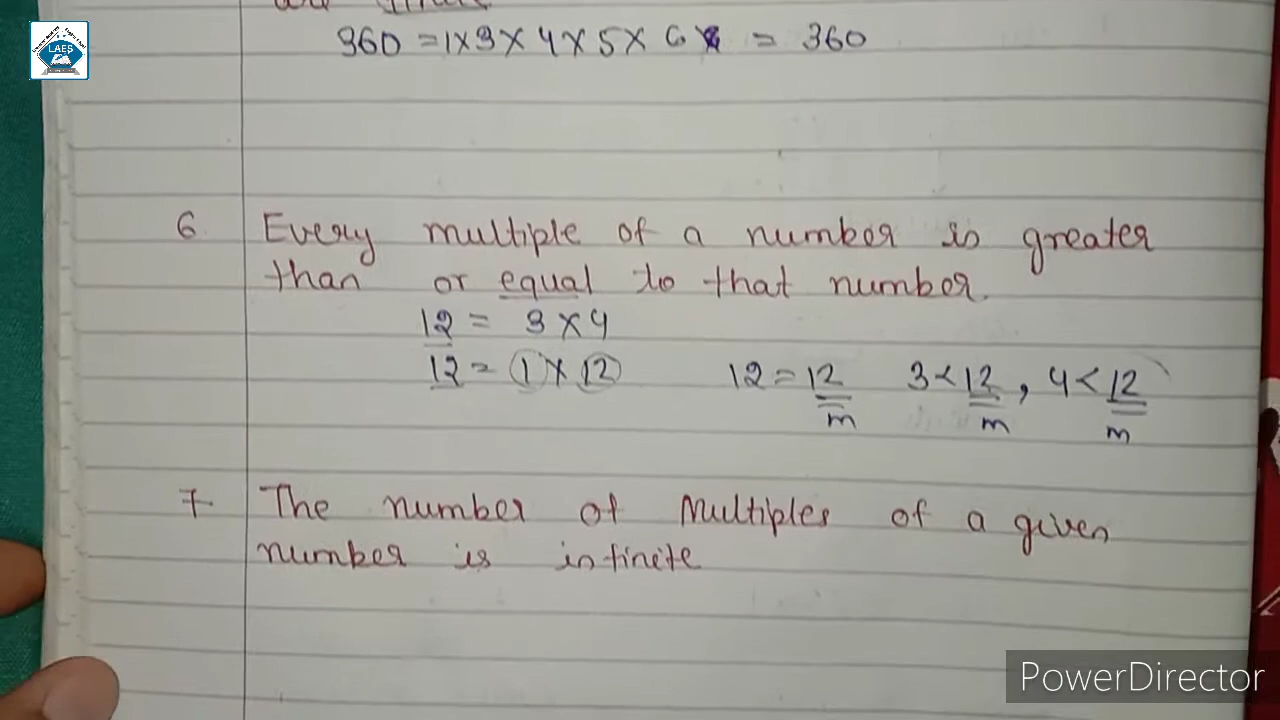 LAES
360 = 1 x 3 x 4 x 5 x 6 = 360
6 Every multiple of a number is greater
than or equal to that number.
12 = 3 x 4
12 = 1 x 12 12 = 12 3 < 12 , 4 < 12
m m m
7 The number of Multiples of a given
number is infinite
PowerDirector